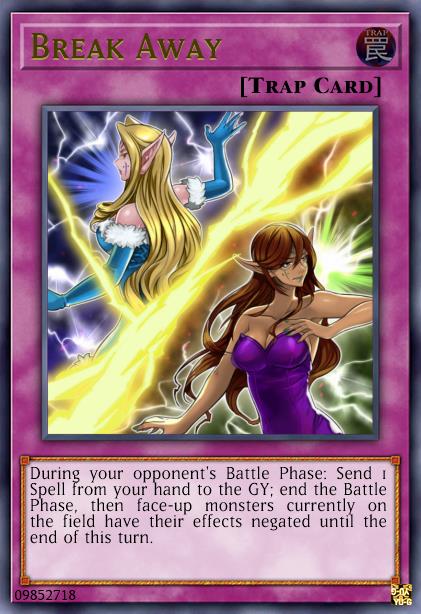 Break Away
TRAP
罠
[Trap Card]
During your opponent's Battle Phase: Send 1
Spell from your hand to the GY; end the Battle
Phase, then face-up monsters currently on
the field have their effects negated until the
end of this turn.
09852718